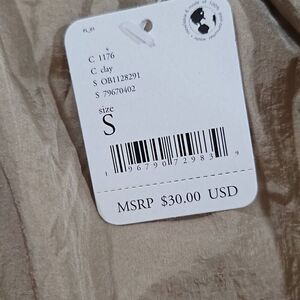 C 1176
C clay
S OB1128291
S 79670402
size
S
1 96790 72983 9
MSRP $30.00 USD